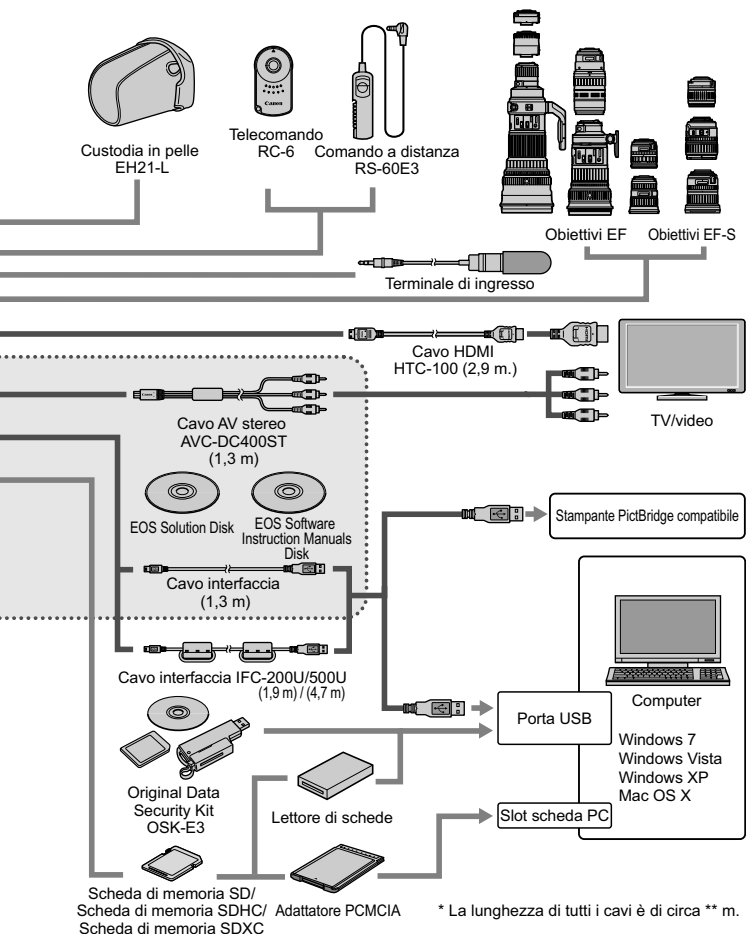 Custodia in pelle
EH21-L
Canon
Telecomando
RC-6
Comando a distanza
RS-60E3
Obiettivi EF
Obiettivi EF-S
Terminale di ingresso
Cavo HDMI
HTC-100 (2,9 m.)
TV/video
Cavo AV stereo
AVC-DC400ST
(1,3 m)
EOS Solution Disk
EOS Software
Instruction Manuals
Disk
Stampante PictBridge compatibile
Cavo interfaccia
(1,3 m)
Cavo interfaccia IFC-200U/500U
(1,9 m) / (4,7 m)
Porta USB
Computer
Windows 7
Windows Vista
Windows XP
Mac OS X
Original Data
Security Kit
OSK-E3
Lettore di schede
Slot scheda PC
Scheda di memoria SD/
Scheda di memoria SDHC/
Scheda di memoria SDXC
Adattatore PCMCIA
* La lunghezza di tutti i cavi è di circa ** m.